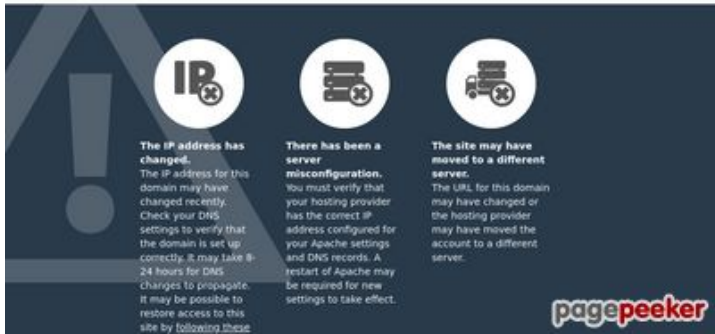 IP
The IP address has
changed.
The IP address for this
domain may have
changed recently.
Check your DNS
settings to verify that
the domain is set up
correctly. It may take 8-
24 hours for DNS
changes to propagate.
It may be possible to
restore access to this
site by following these
There has been a
server
misconfiguration.
You must verify that
your hosting provider
has the correct IP
address configured for
your Apache settings
and DNS records. A
restart of Apache may
be required for new
settings to take effect.
The site may have
moved to a different
server.
The URL for this domain
may have changed or
the hosting provider
may have moved the
account to a different
server.
pagepeeker